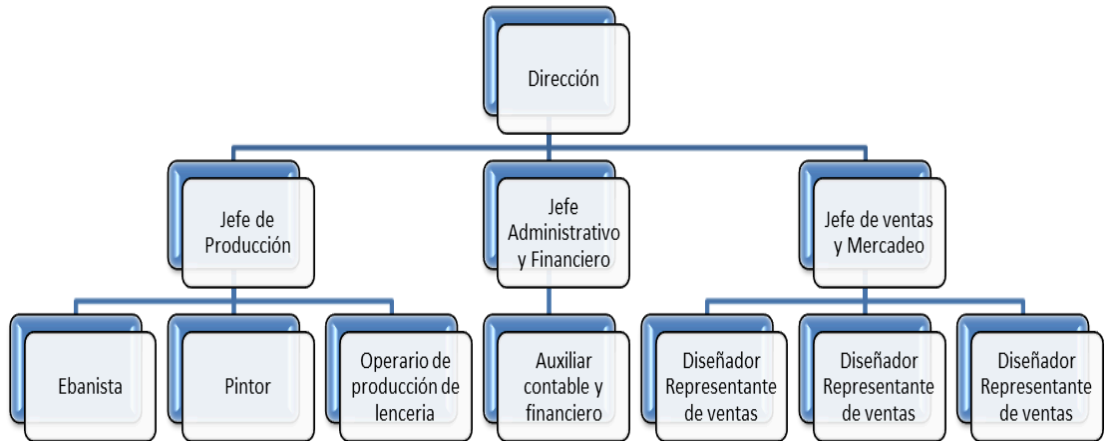 Dirección
Jefe de
Producción
Jefe
Administrativo
y Financiero
Jefe de ventas
y Mercadeo
Ebanista
Pintor
Operario de
producción de
lenceria
Auxiliar
contable y
financiero
Diseñador
Representante
de ventas
Diseñador
Representante
de ventas
Diseñador
Representante
de ventas